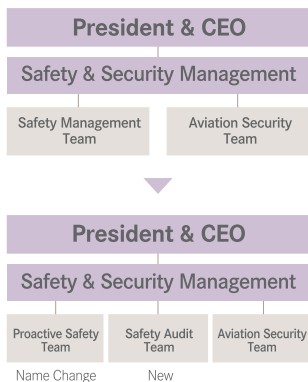 President & CEO
Safety & Security Management
Safety Management
Team
Aviation Security
Team
President & CEO
Safety & Security Management
Proactive Safety
Team
Safety Audit
Team
Aviation Security
Team
Name Change
New